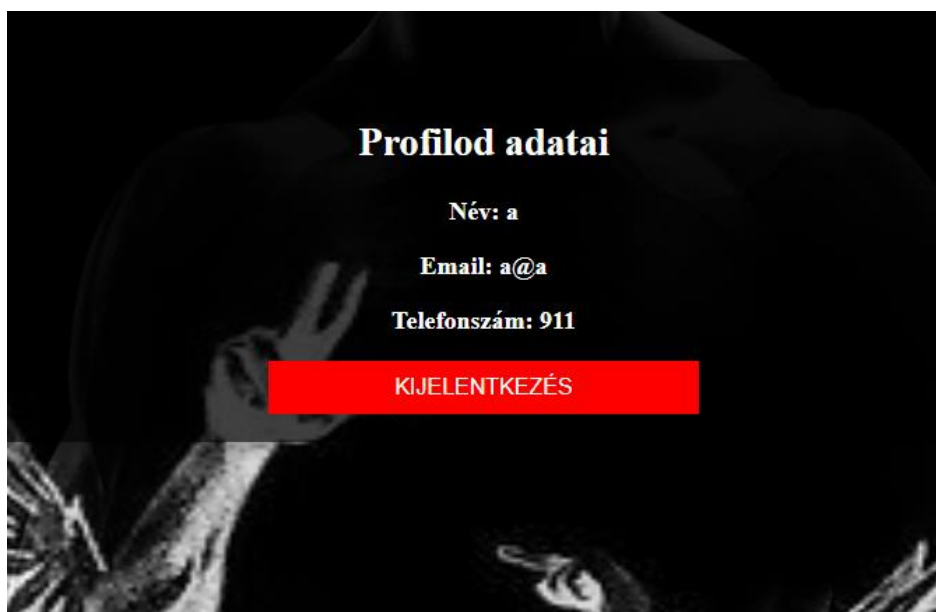 Profilod adatai
Név: a
Email: a@a
Telefonszám: 911
KIJELENTKEZÉS